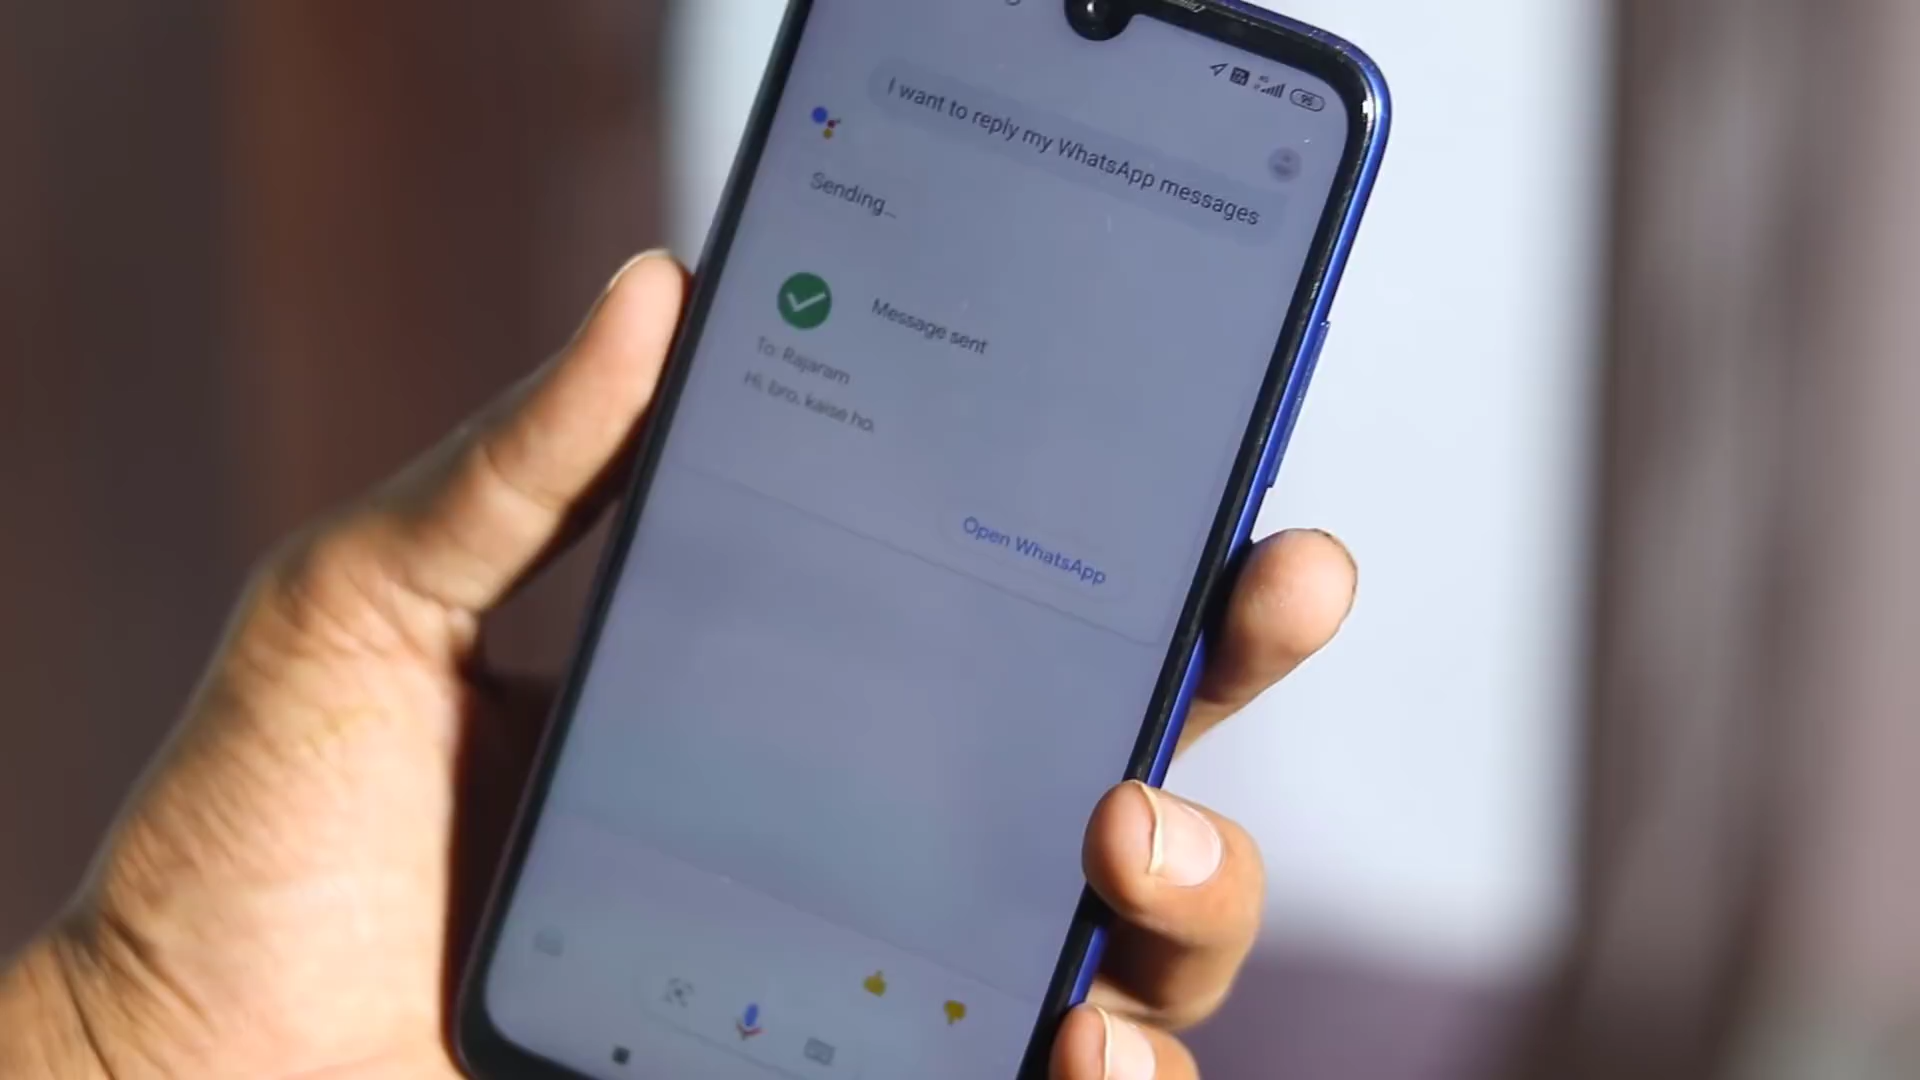 I want to reply my WhatsApp messages
Sending...
Message sent
To: Rajaram
Hi, bro, kaise ho.
Open WhatsApp